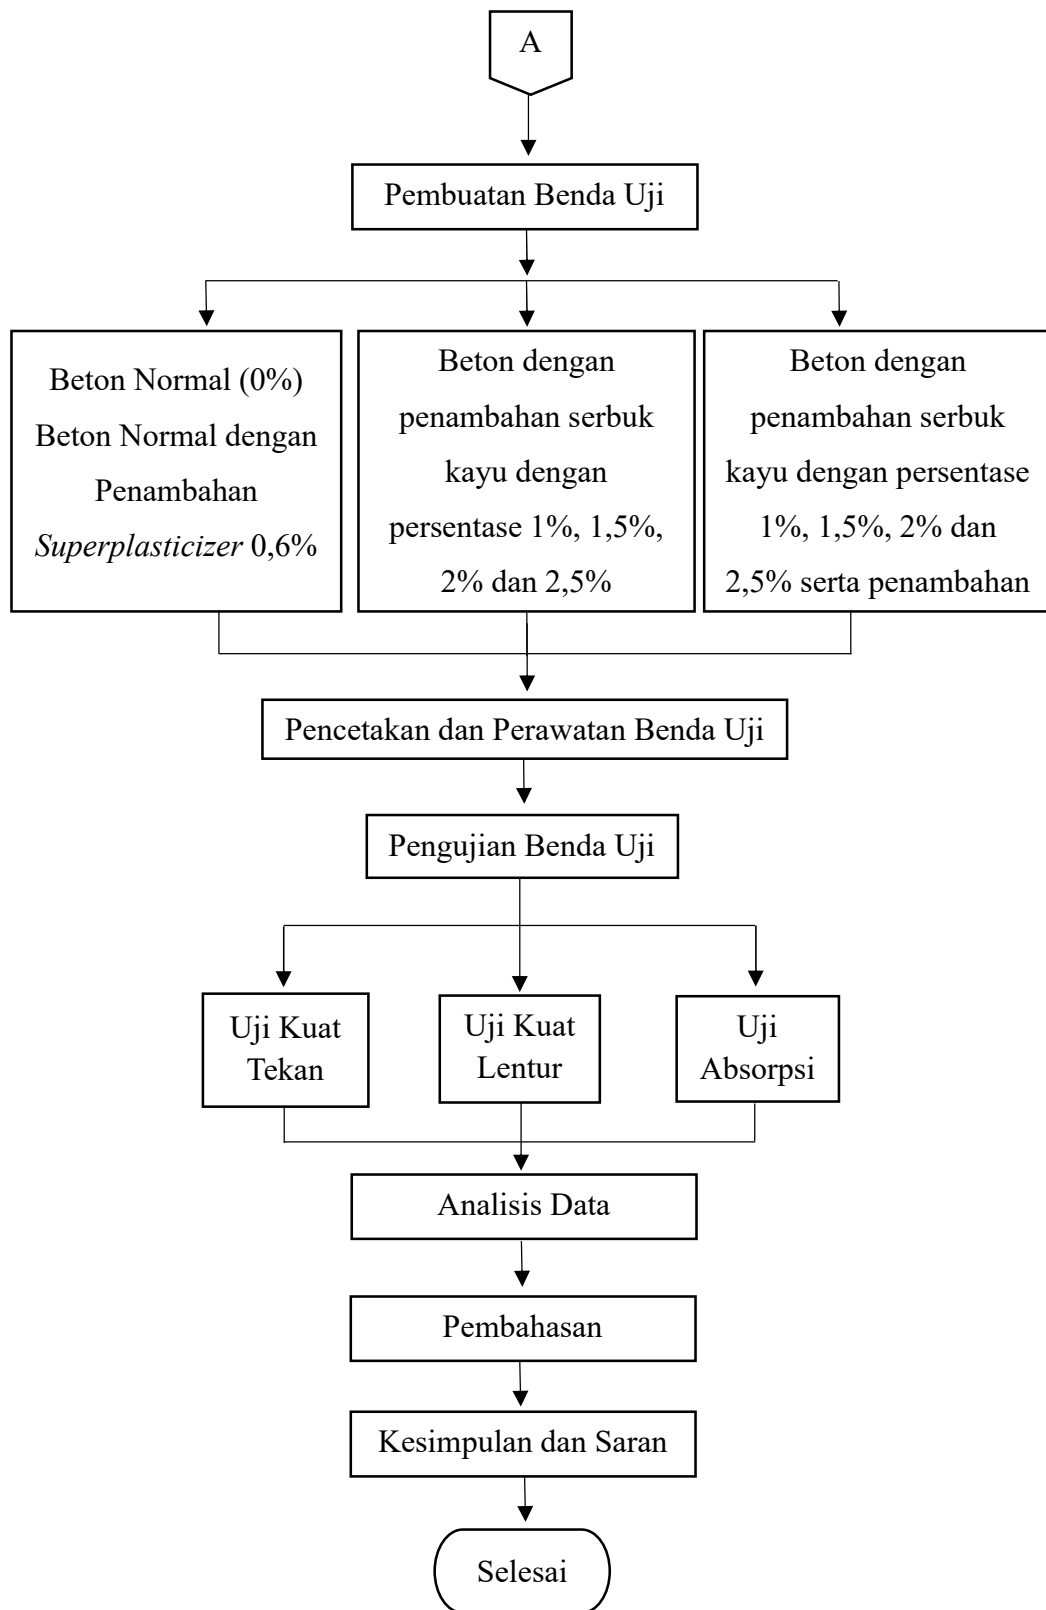 A
Pembuatan Benda Uji
Beton Normal (0%)
Beton Normal dengan
Penambahan
Superplasticizer 0,6%
Beton dengan
penambahan serbuk
kayu dengan
persentase 1%, 1,5%,
2% dan 2,5%
Beton dengan
penambahan serbuk
kayu dengan persentase
1%, 1,5%, 2% dan
2,5% serta penambahan
Pencetakan dan Perawatan Benda Uji
Pengujian Benda Uji
Uji Kuat
Tekan
Uji Kuat
Lentur
Uji
Absorpsi
Analisis Data
Pembahasan
Kesimpulan dan Saran
Selesai